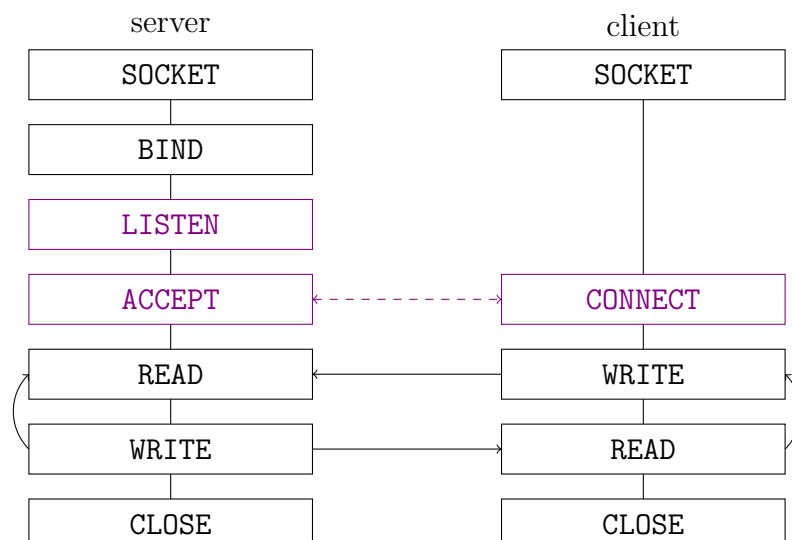 server
client
SOCKET
SOCKET
BIND
LISTEN
ACCEPT
CONNECT
READ
WRITE
WRITE
READ
CLOSE
CLOSE